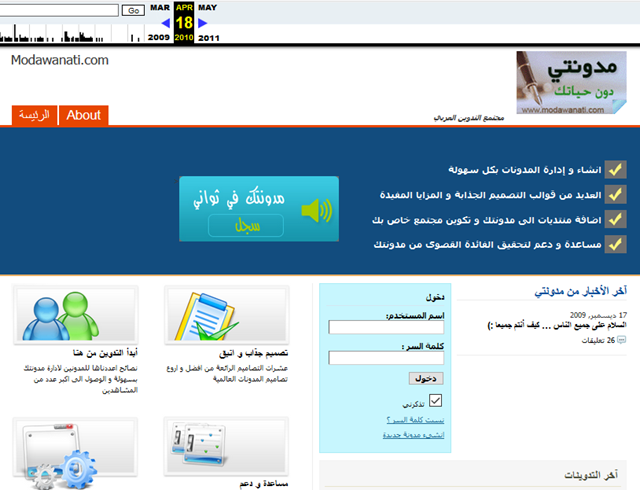 Go
MAR APR MAY
18
2009 2010 2011
Modawanati.com
مدونتي
دون حياتك
www.modawanati.com
الرئيسة About
مجتمع التدوين العربي
انشاء و إدارة المدونات بكل سهولة
العديد من قوالب التصميم الجذابة و المزايا المفيدة
اضافة منتديات الى مدونتك و تكوين مجتمع خاص بك
مساعدة و دعم لتحقيق الفائدة القصوى من مدونتك
مدونتك في ثواني
سجل
آخر الأخبار من مدونتي
17 ديسمبر، 2009
السلام على جميع الناس ... كيف أنتم جميعا :)
26 تعليقات
دخول
اسم المستخدم:
كلمة السر :
دخول
تذكرني
نسيت كلمة السر ؟
انشىء مدونة جديدة
تصميم جذاب و انيق
عشرات التصاميم الرائعة من افضل و اروع
تصاميم المدونات العالمية
أبدأ التدوين من هنا
نصائح اعددناها للمدونين لادارة مدونتك
بسهولة و الوصول الى اكبر عدد من
المشاهدين
مساعدة و دعم
آخر التدوينات